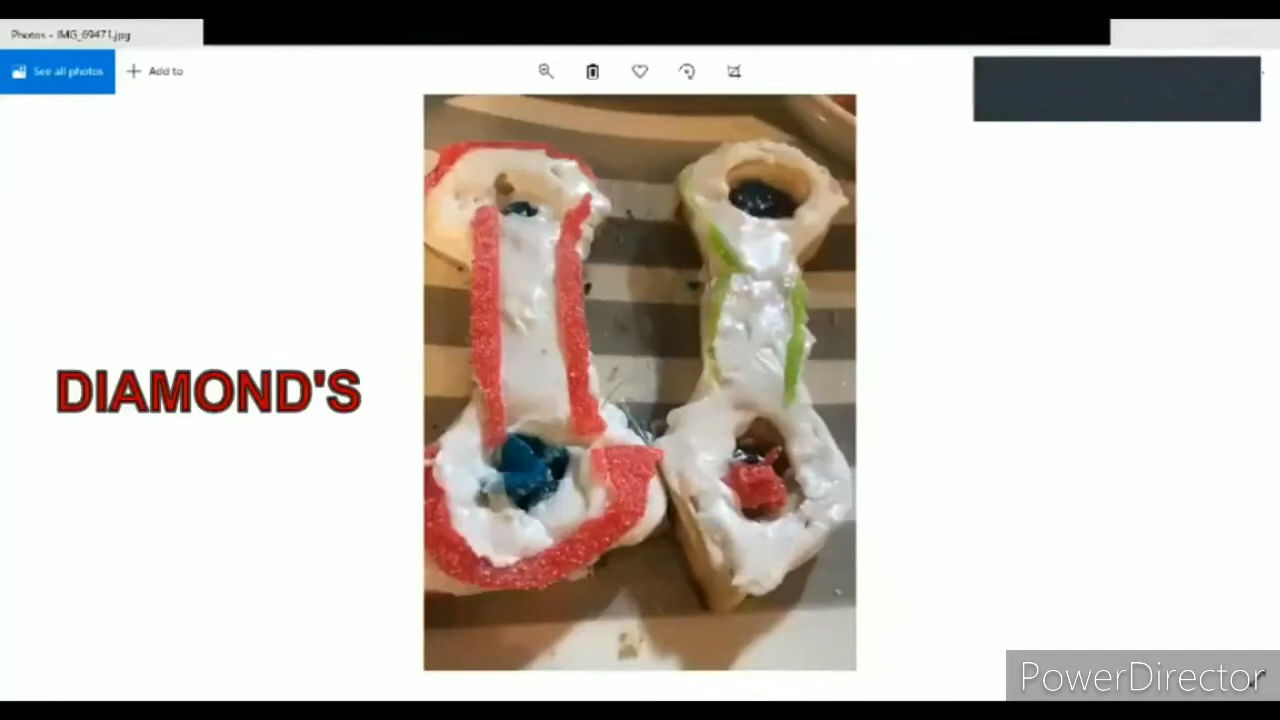 Photos - IMG_69471.jpg
See all photos
Add to
DIAMOND'S
PowerDirector